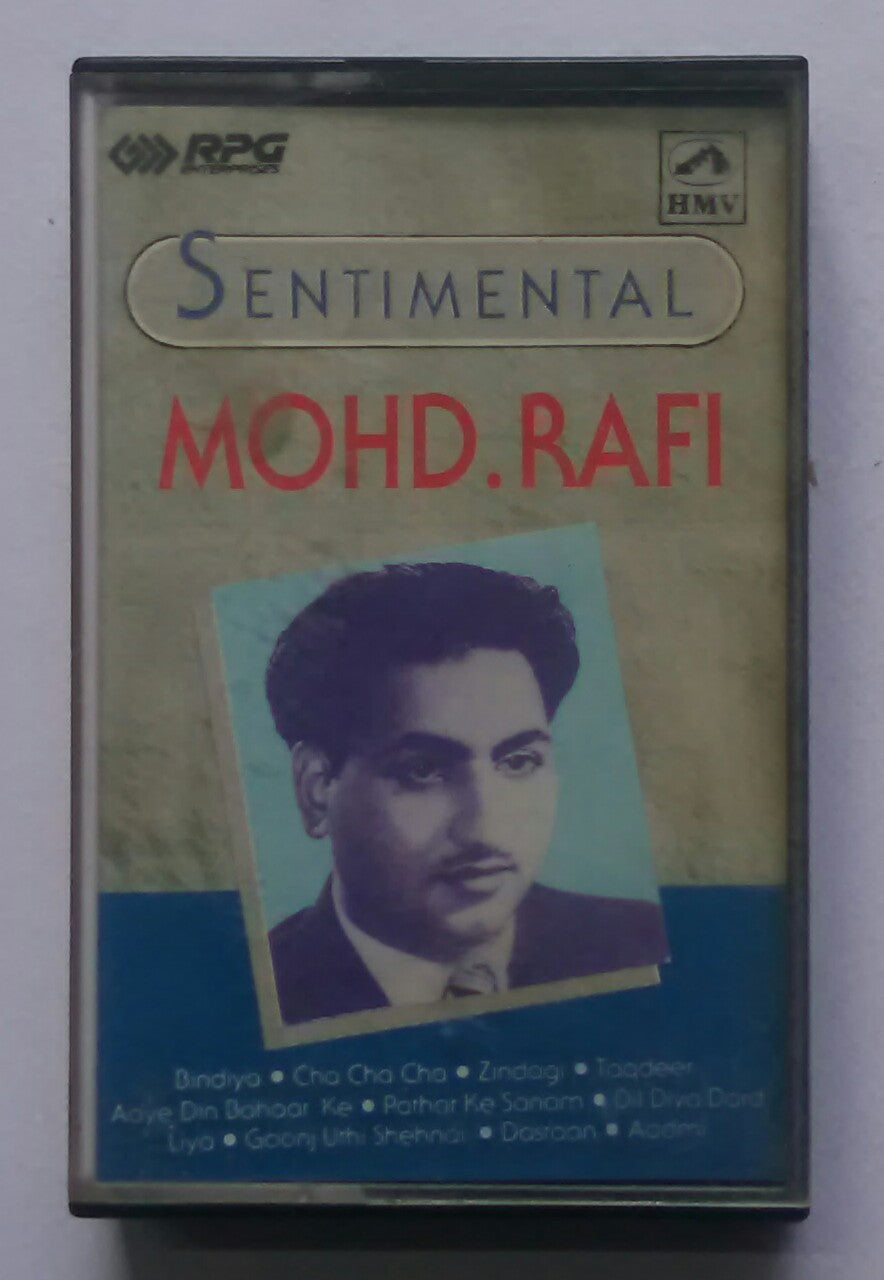 RPG
ENTERPRISES
HMV
SENTIMENTAL
MOHD. RAFI
Bindiya • Cha Cha Cha • Zindagi • Taqdeer
Aaye Din Bahaar Ke • Pathar Ke Sanam • Dil Diya Dard
Liya • Goonj Uthi Shehnai • Dasraan • Aadmi